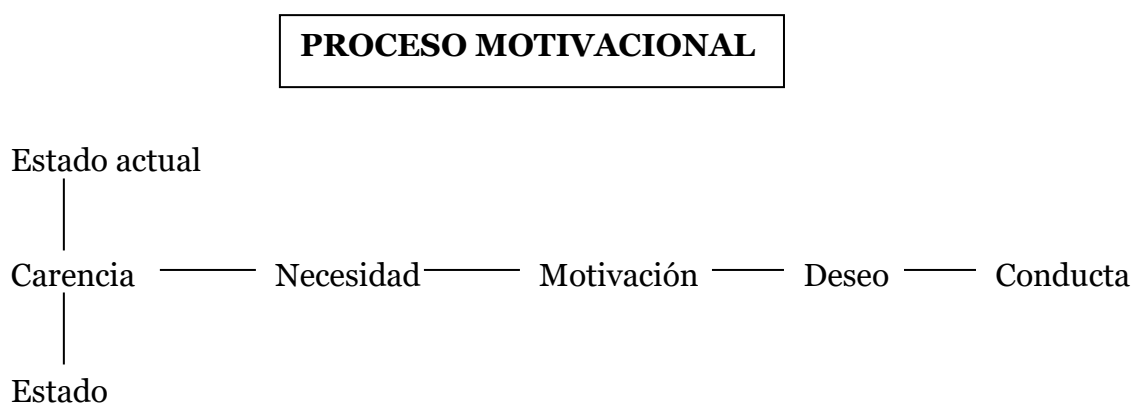 PROCESO MOTIVACIONAL
Estado actual
Carencia Necesidad Motivación Deseo Conducta
Estado